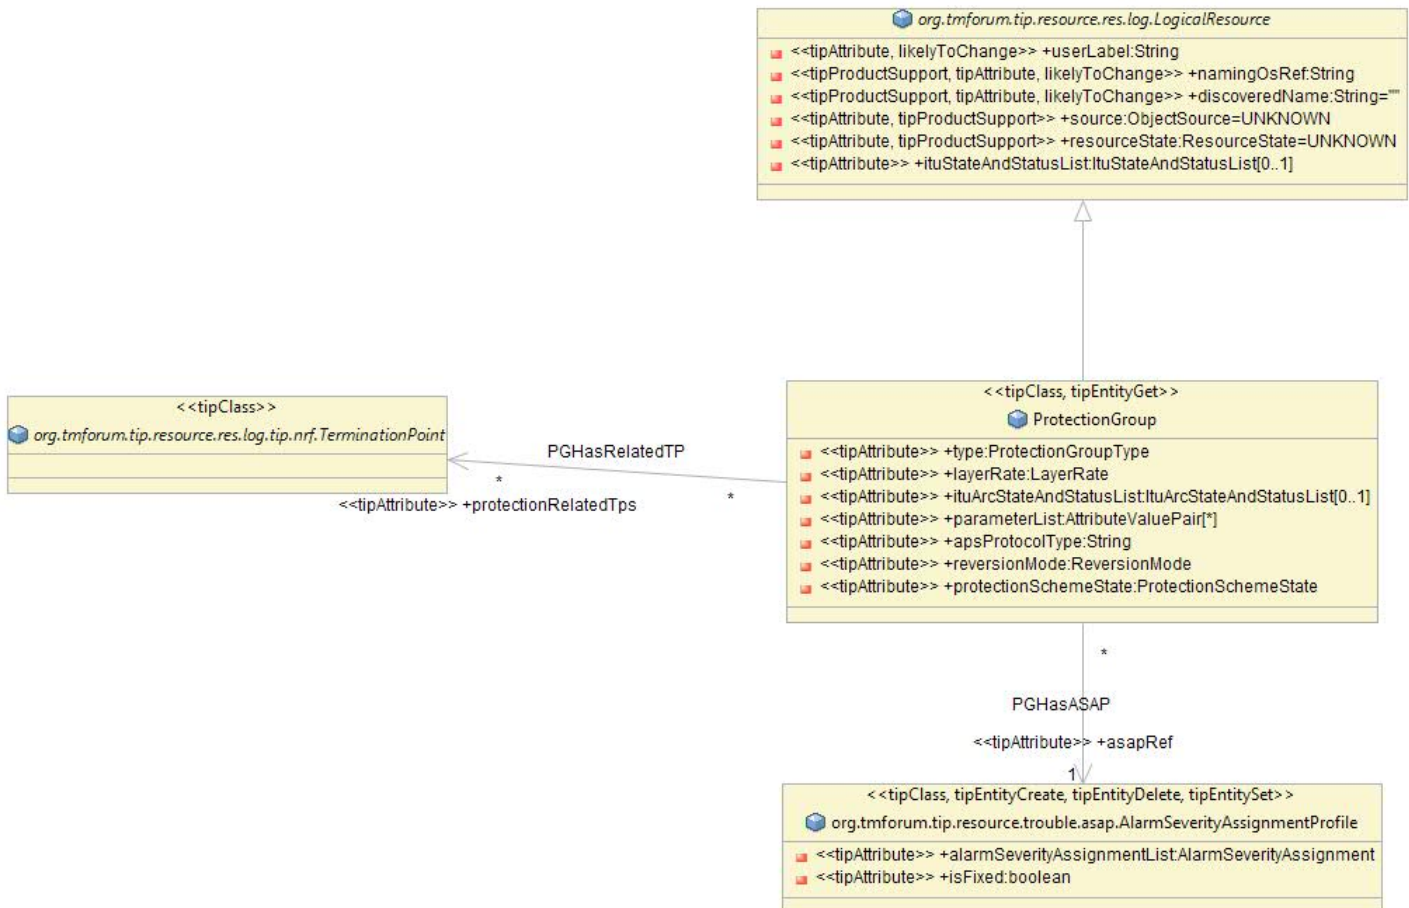 org.tmforum.tip.resource.res.log.LogicalResource
<<tipAttribute, likelyToChange>> +userLabel:String
<<tipProductSupport, tipAttribute, likelyToChange>> +namingOsRef:String
<<tipProductSupport, tipAttribute, likelyToChange>> +discoveredName:String=""
<<tipAttribute, tipProductSupport>> +source:ObjectSource=UNKNOWN
<<tipAttribute, tipProductSupport>> +resourceState:ResourceState=UNKNOWN
<<tipAttribute>> +ituStateAndStatusList:ItuStateAndStatusList[0..1]
<<tipClass>>
org.tmforum.tip.resource.res.log.tip.nrf.TerminationPoint
PGHasRelatedTP
*
*
<<tipAttribute>> +protectionRelatedTps
<<tipClass, tipEntityGet>>
ProtectionGroup
<<tipAttribute>> +type:ProtectionGroupType
<<tipAttribute>> +layerRate:LayerRate
<<tipAttribute>> +ituArcStateAndStatusList:ItuArcStateAndStatusList[0..1]
<<tipAttribute>> +parameterList:AttributeValuePair[*]
<<tipAttribute>> +apsProtocolType:String
<<tipAttribute>> +reversionMode:ReversionMode
<<tipAttribute>> +protectionSchemeState:ProtectionSchemeState
*
PGHasASAP
<<tipAttribute>> +asapRef
1
<<tipClass, tipEntityCreate, tipEntityDelete, tipEntitySet>>
org.tmforum.tip.resource.trouble.asap.AlarmSeverityAssignmentProfile
<<tipAttribute>> +alarmSeverityAssignmentList:AlarmSeverityAssignment
<<tipAttribute>> +isFixed:boolean